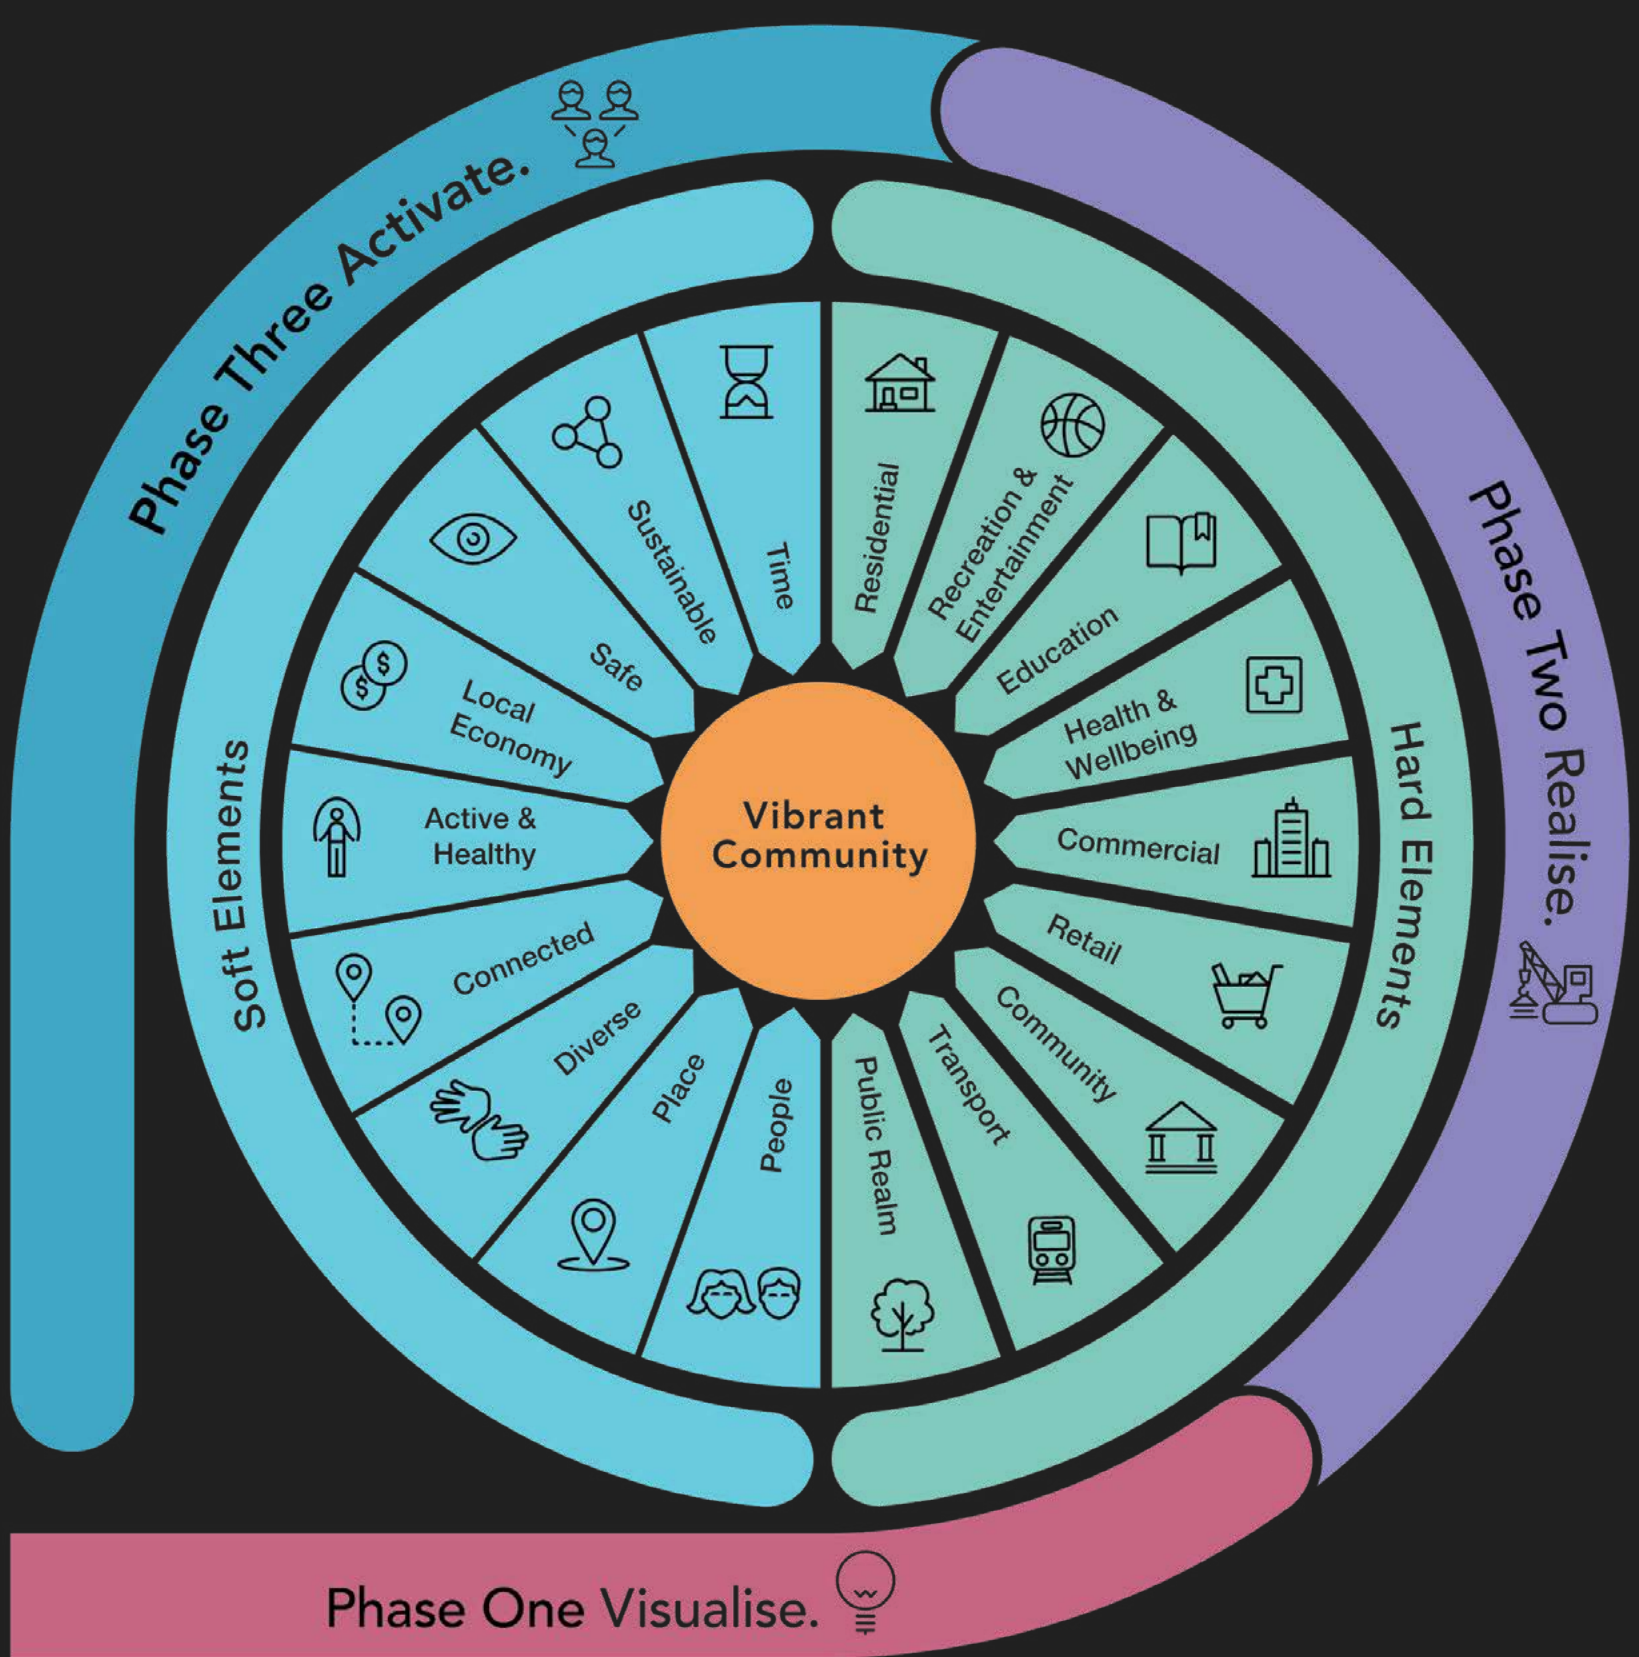 Phase Three Activate.
Phase Two Realise.
Phase One Visualise.
Soft Elements
Hard Elements
Vibrant
Community
Residential
Recreation &
Entertainment
Education
Health &
Wellbeing
Commercial
Retail
Community
Transport
Public Realm
People
Place
Diverse
Connected
Active &
Healthy
Local
Economy
$
$
Safe
Sustainable
Time